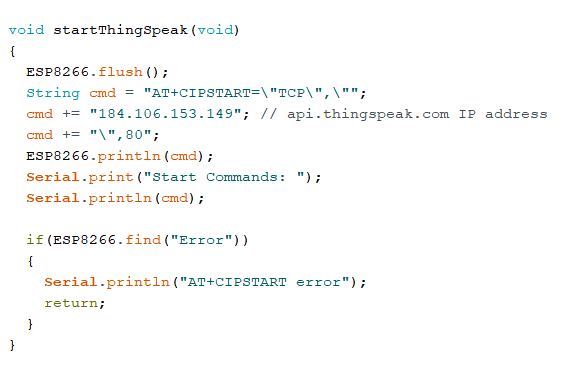 void startThingSpeak(void)
{
  ESP8266.flush();
  String cmd = "AT+CIPSTART=\"TCP\",\"";
  cmd += "184.106.153.149"; // api.thingspeak.com IP address
  cmd += "\",80";
  ESP8266.println(cmd);
  Serial.print("Start Commands: ");
  Serial.println(cmd);

  if(ESP8266.find("Error"))
  {
    Serial.println("AT+CIPSTART error");
    return;
  }
}